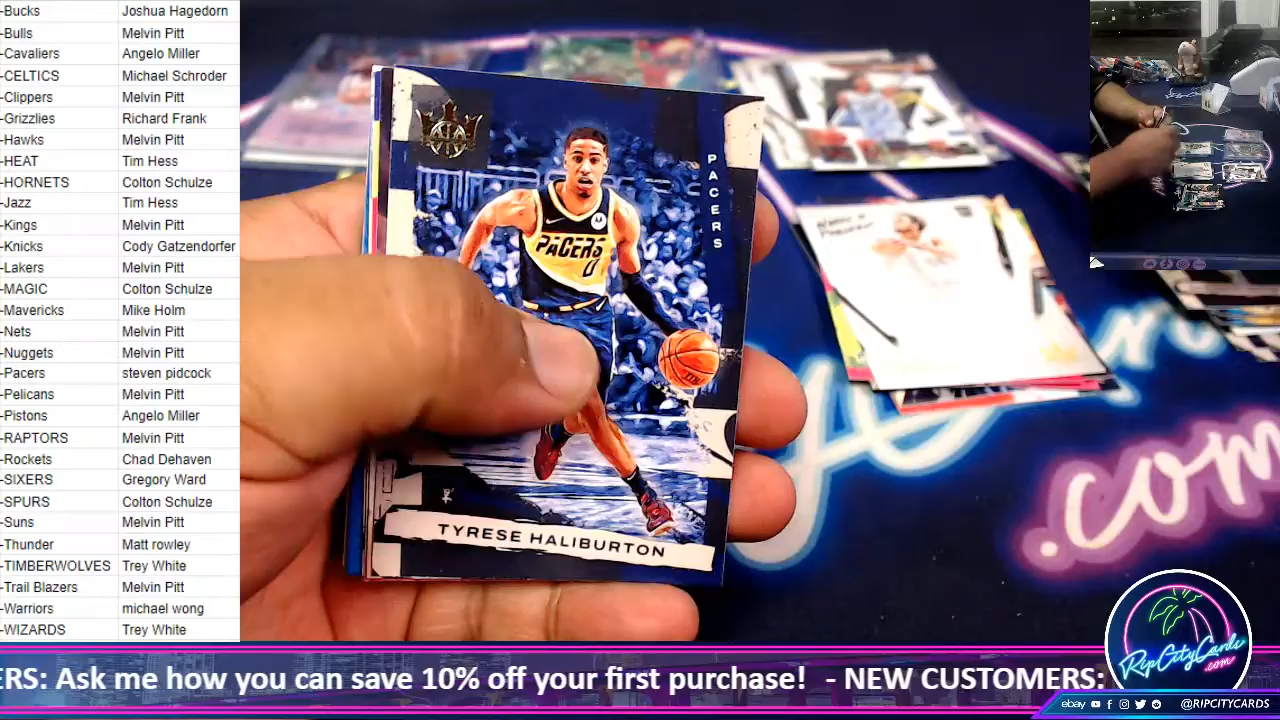 -Bucks Joshua Hagedorn
-Bulls Melvin Pitt
-Cavaliers Angelo Miller
-CELTICS Michael Schroder
-Clippers Melvin Pitt
-Grizzlies Richard Frank
-Hawks Melvin Pitt
-HEAT Tim Hess
-HORNETS Colton Schulze
-Jazz Tim Hess
-Kings Melvin Pitt
-Knicks Cody Gatzendorfer
-Lakers Melvin Pitt
-MAGIC Colton Schulze
-Mavericks Mike Holm
-Nets Melvin Pitt
-Nuggets Melvin Pitt
-Pacers steven pidcock
-Pelicans Melvin Pitt
-Pistons Angelo Miller
-RAPTORS Melvin Pitt
-Rockets Chad Dehaven
-SIXERS Gregory Ward
-SPURS Colton Schulze
-Suns Melvin Pitt
-Thunder Matt rowley
-TIMBERWOLVES Trey White
-Trail Blazers Melvin Pitt
-Warriors michael wong
-WIZARDS Trey White
PACERS
PACERS
0
TYRESE HALIBURTON
.com
ERS: Ask me how you can save 10% off your first purchase! - NEW CUSTOMERS:
RipCityCards
.com
ebay @RIPCITYCARDS